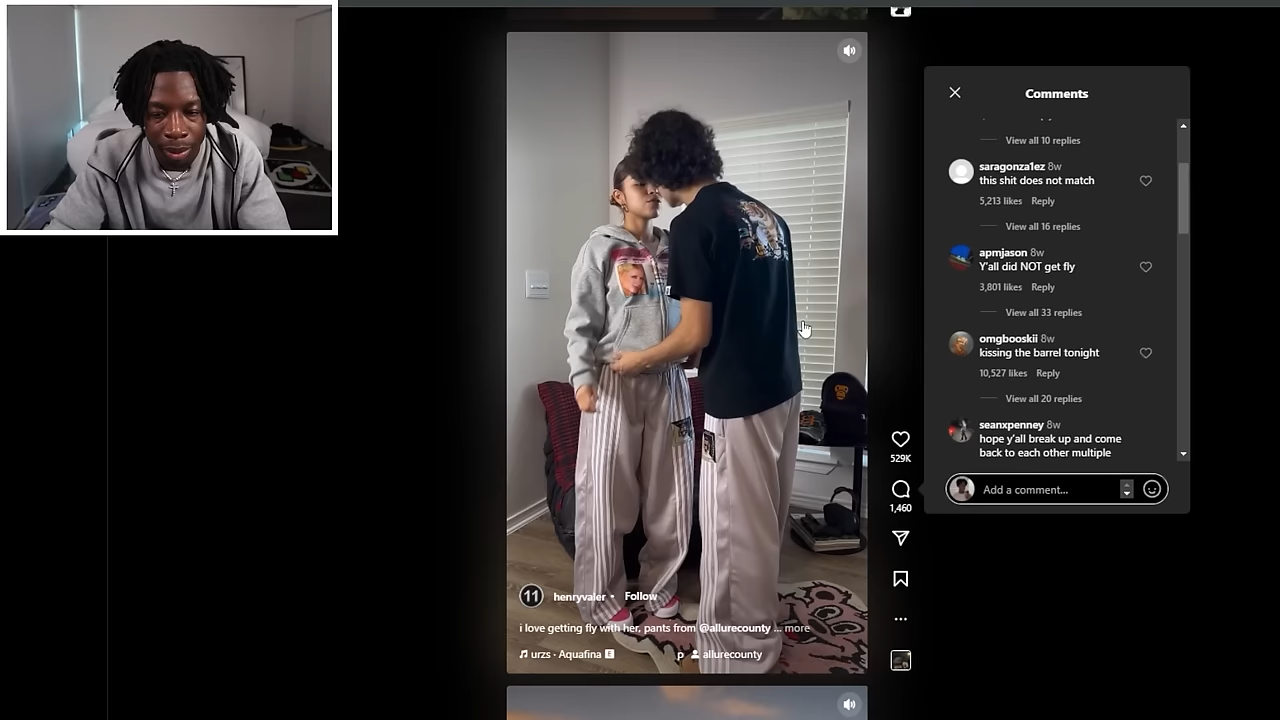 Comments
View all 10 replies
saragonza1ez 8w
this shit does not match
5,213 likes Reply
View all 16 replies
apmjason 8w
Y'all did NOT get fly
3,801 likes Reply
View all 33 replies
omgbooskii 8w
kissing the barrel tonight
10,527 likes Reply
View all 20 replies
seanxpenney 8w
hope y'all break up and come
back to each other multiple
Add a comment...
529K
1,460
11 henryvaler • Follow
i love getting fly with her, pants from @allurecounty ... more
urzs · Aquafina E
p allurecounty